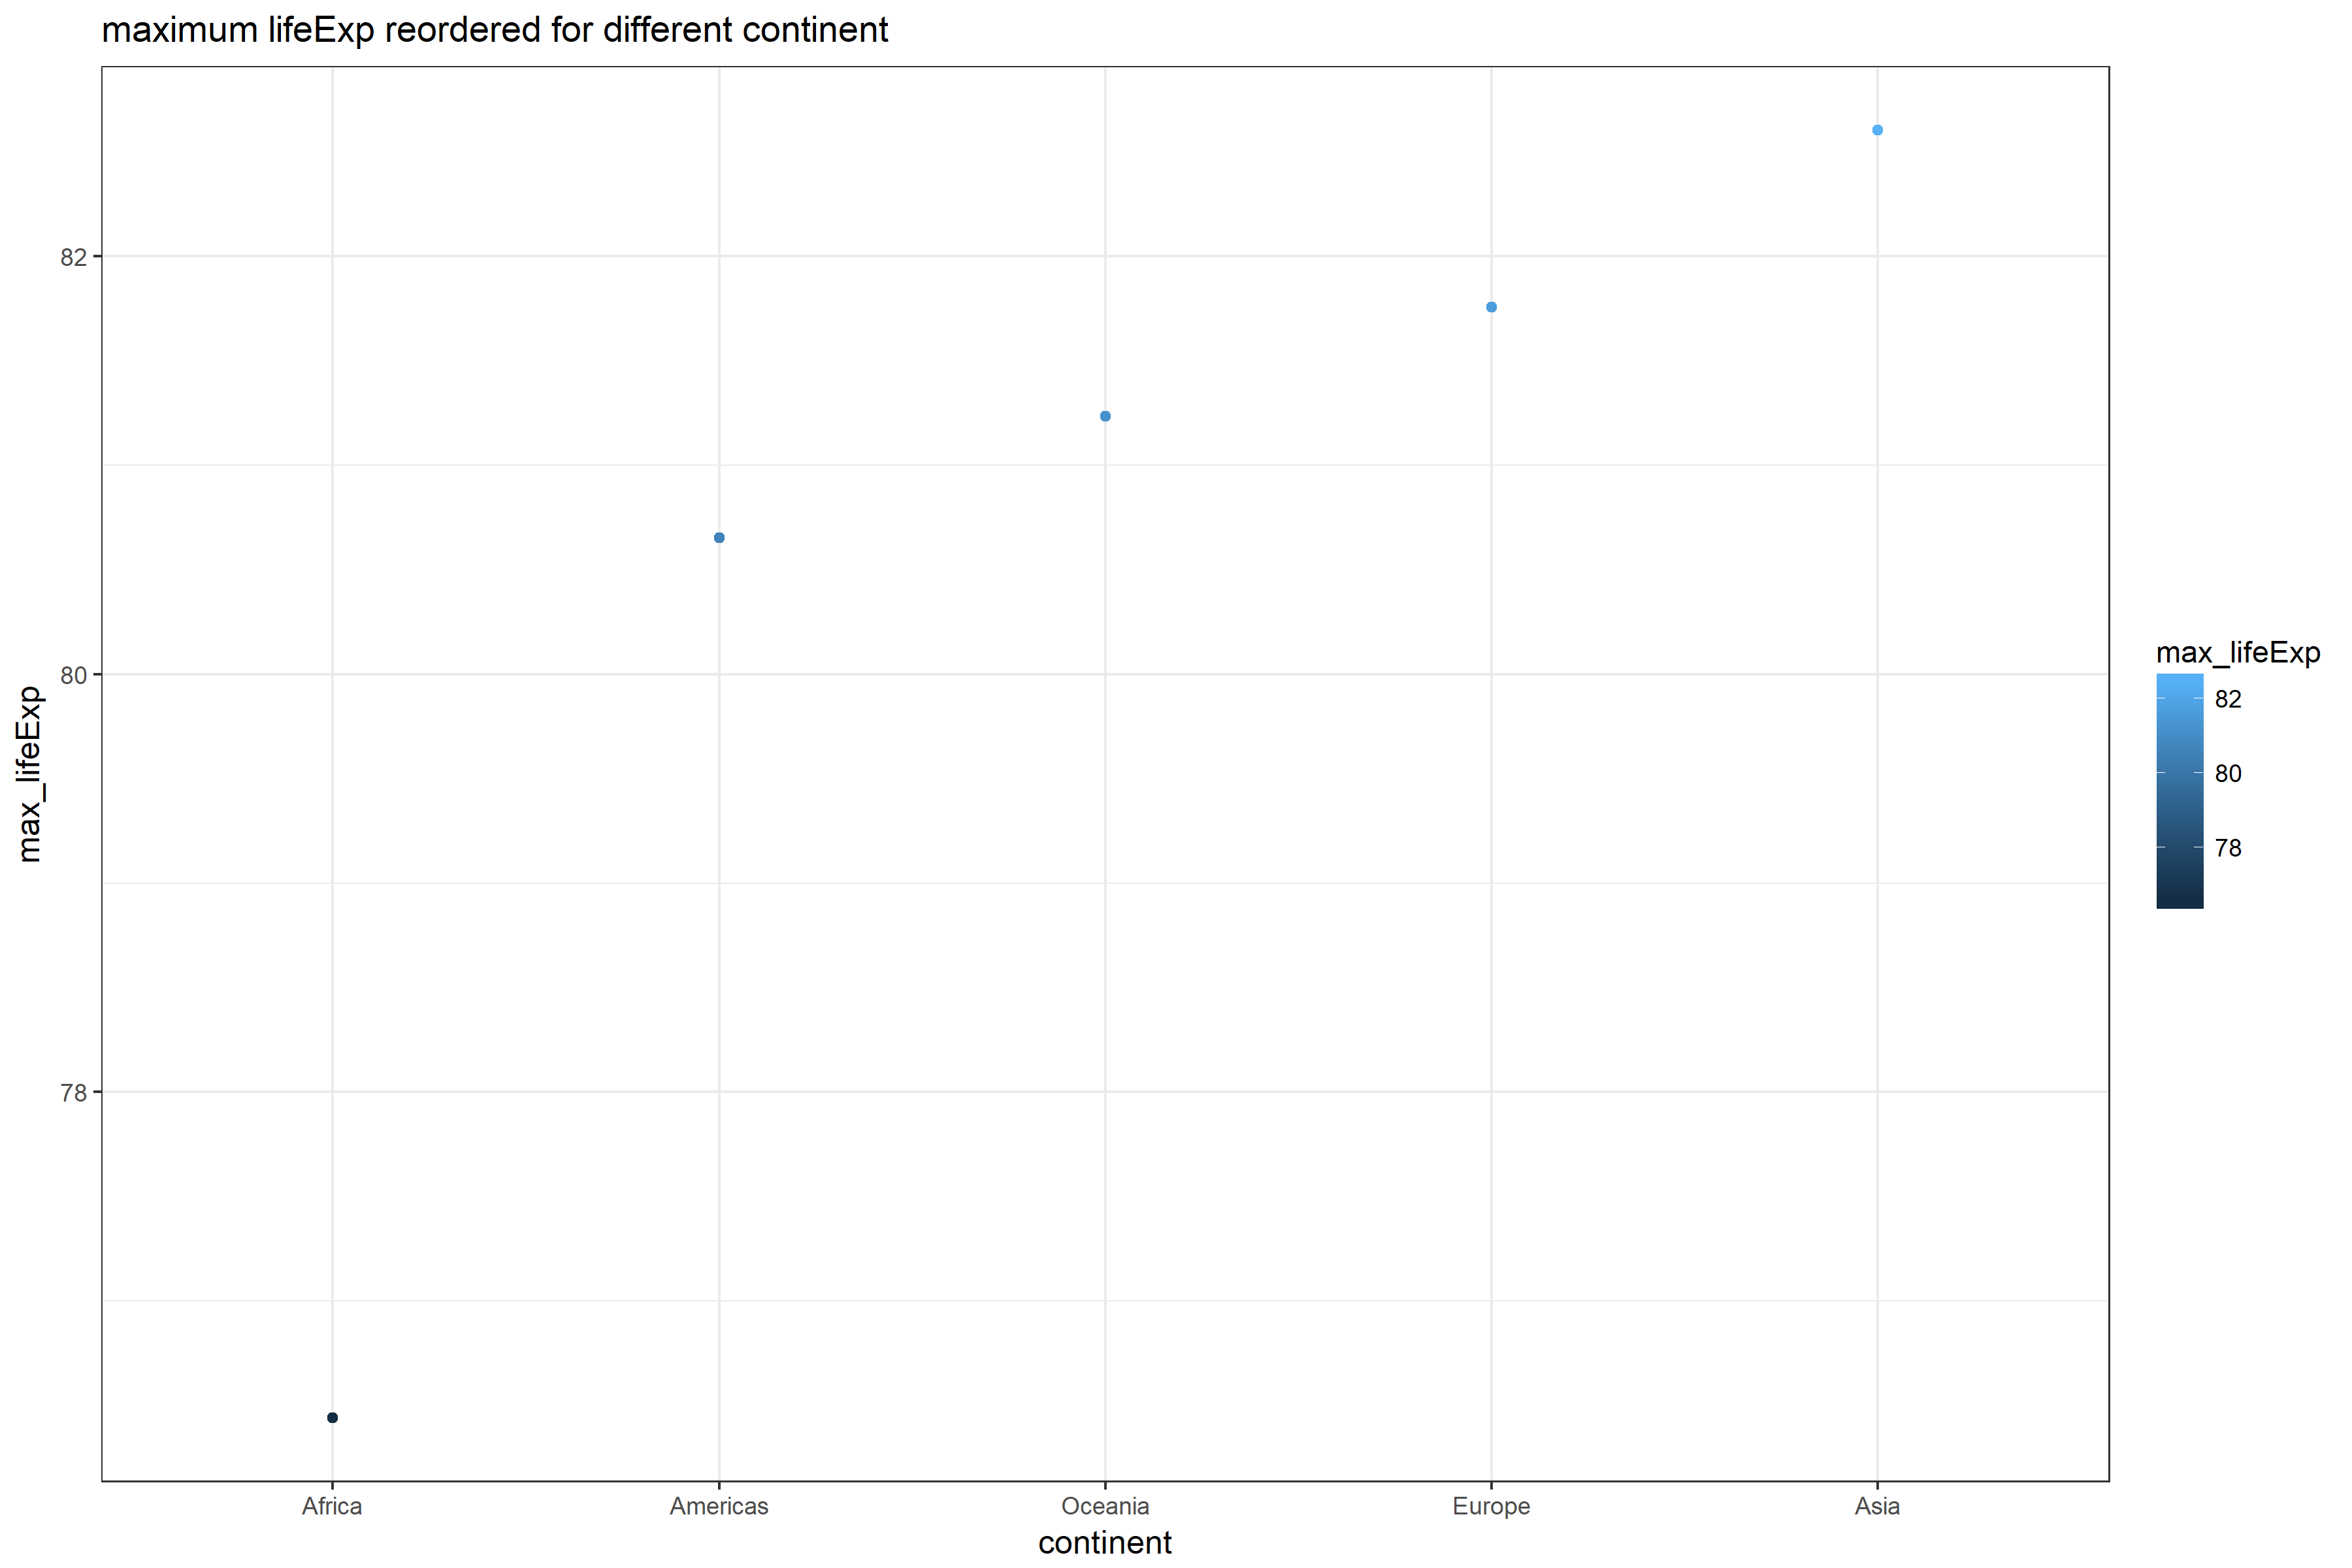 maximum lifeExp reordered for different continent
max_lifeExp
82
80
78
Africa
Americas
Oceania
Europe
Asia
continent
max_lifeExp
82
80
78